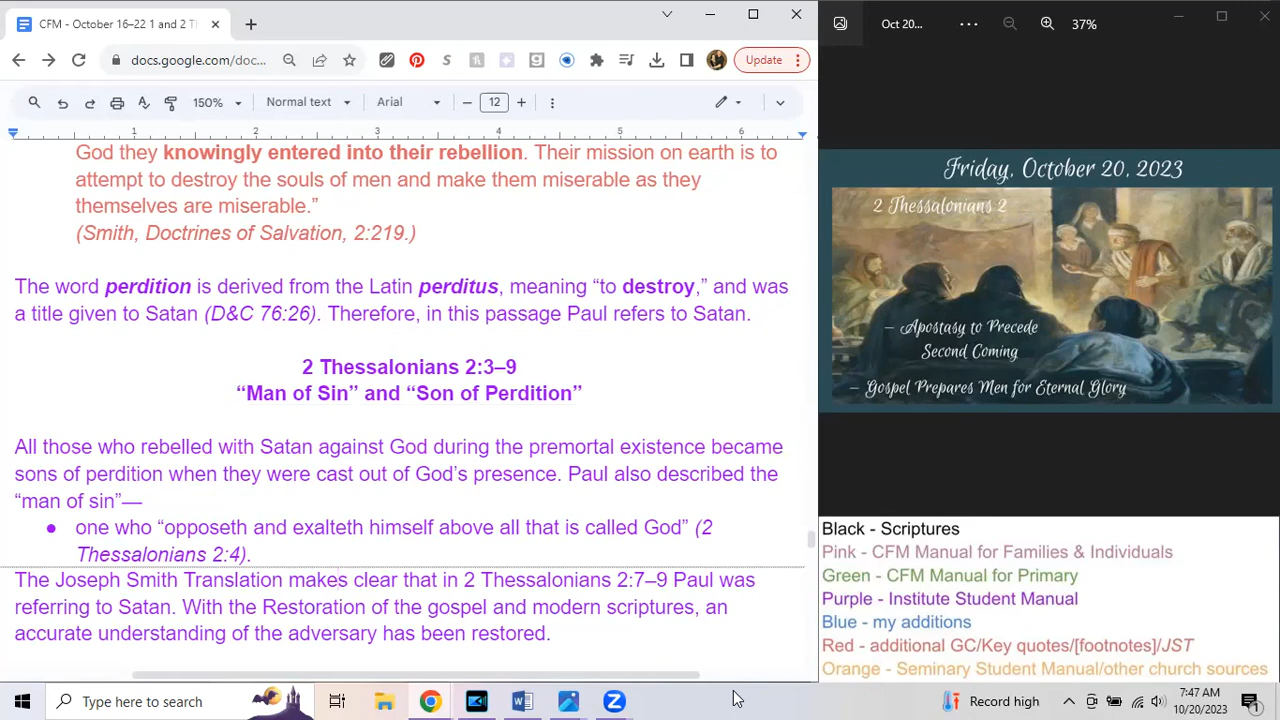 CFM - October 16–22 1 and 2 T
Oct 20...
37%
docs.google.com/doc...
Update
150%
Normal text
Arial
12
1 2 3 4 5 6
God they knowingly entered into their rebellion. Their mission on earth is to
attempt to destroy the souls of men and make them miserable as they
themselves are miserable.”
(Smith, Doctrines of Salvation, 2:219.)
The word perdition is derived from the Latin perditus, meaning “to destroy,” and was
a title given to Satan (D&C 76:26). Therefore, in this passage Paul refers to Satan.
2 Thessalonians 2:3–9
“Man of Sin” and “Son of Perdition”
All those who rebelled with Satan against God during the premortal existence became
sons of perdition when they were cast out of God’s presence. Paul also described the
“man of sin”—
● one who “opposeth and exalteth himself above all that is called God” (2
Thessalonians 2:4).
The Joseph Smith Translation makes clear that in 2 Thessalonians 2:7–9 Paul was
referring to Satan. With the Restoration of the gospel and modern scriptures, an
accurate understanding of the adversary has been restored.
Friday, October 20, 2023
2 Thessalonians 2
– Apostasy to Precede
Second Coming
– Gospel Prepares Men for Eternal Glory
Black - Scriptures
Pink - CFM Manual for Families & Individuals
Green - CFM Manual for Primary
Purple - Institute Student Manual
Blue - my additions
Red - additional GC/Key quotes/[footnotes]/JST
Orange - Seminary Student Manual/other church sources
Type here to search
Record high
7:47 AM
10/20/2023